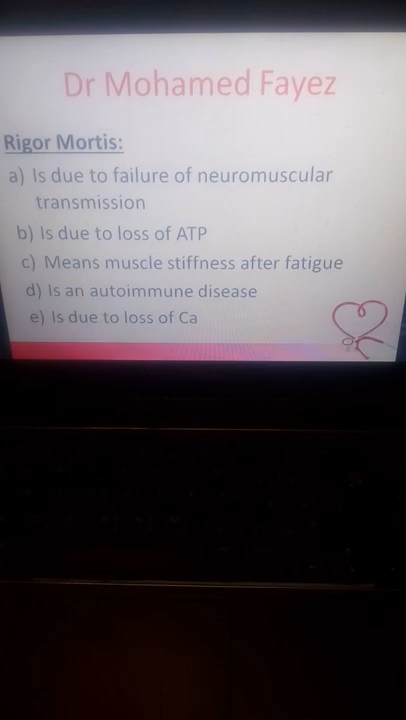 Dr Mohamed Fayez
Rigor Mortis:
a) Is due to failure of neuromuscular
transmission
b) Is due to loss of ATP
c) Means muscle stiffness after fatigue
d) Is an autoimmune disease
e) Is due to loss of Ca